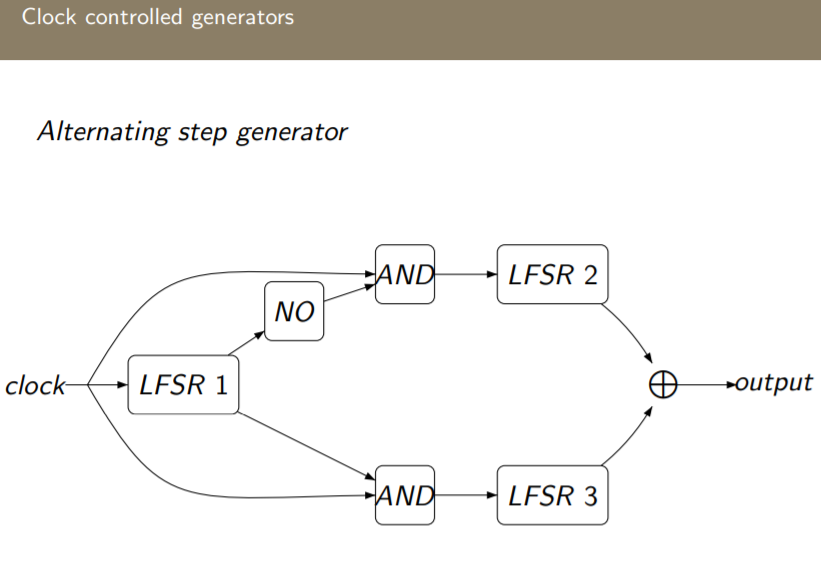 Clock controlled generators
Alternating step generator
AND
LFSR 2
NO
clock
LFSR 1
⊕
output
AND
LFSR 3